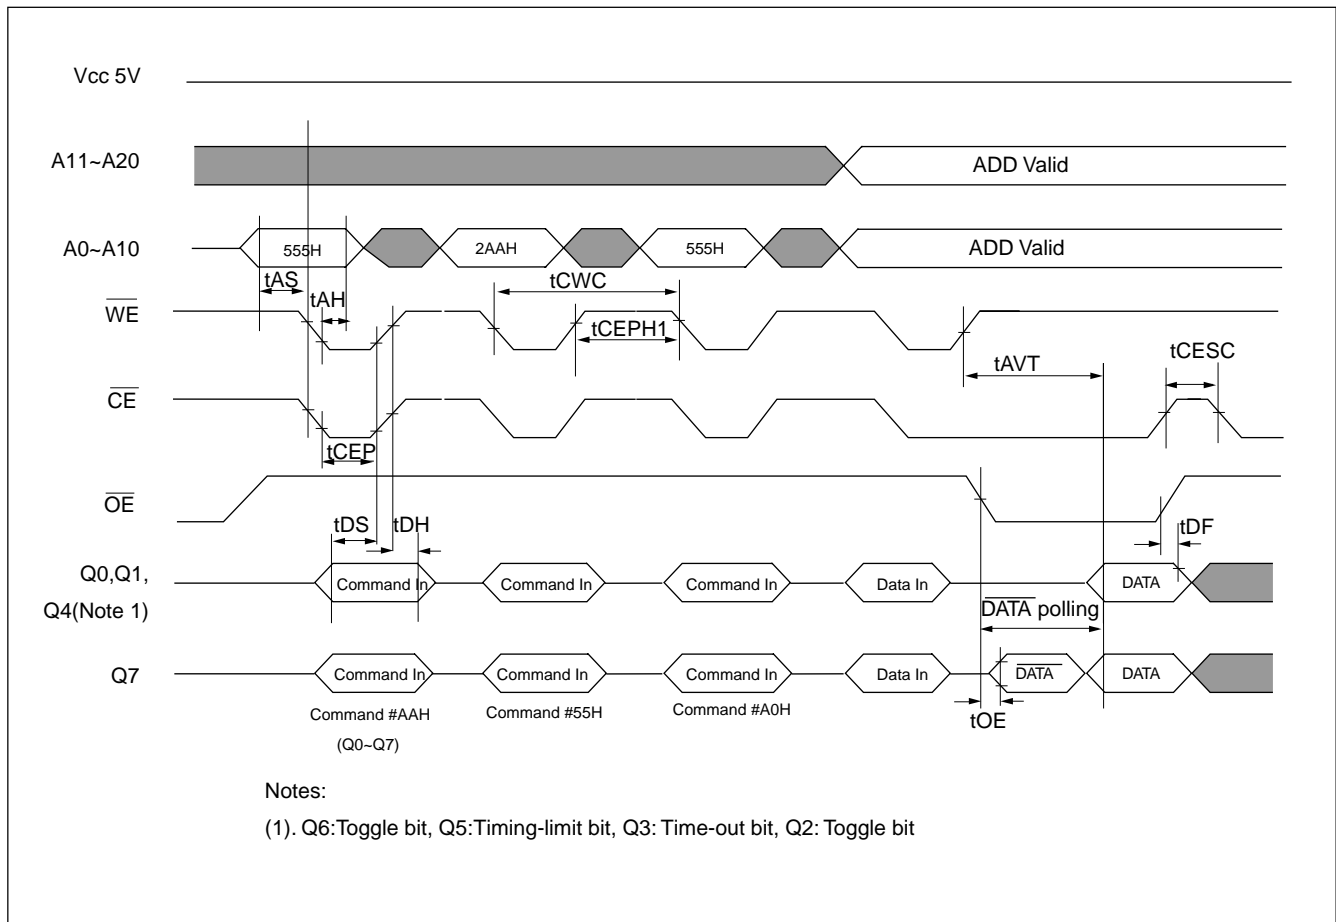 Vcc 5V
A11~A20
ADD Valid
A0~A10
555H
2AAH
555H
ADD Valid
tAS
tAH
tCWC
WE
tCEPH1
tAVT
tCESC
CE
tCEP
OE
tDS
tDH
tDF
Q0,Q1,
Q4(Note 1)
Command In
Command In
Command In
Data In
DATA
DATA polling
Q7
Command In
Command In
Command In
Data In
DATA
DATA
Command #AAH
Command #55H
Command #A0H
(Q0~Q7)
tOE
Notes:
(1). Q6:Toggle bit, Q5:Timing-limit bit, Q3: Time-out bit, Q2: Toggle bit